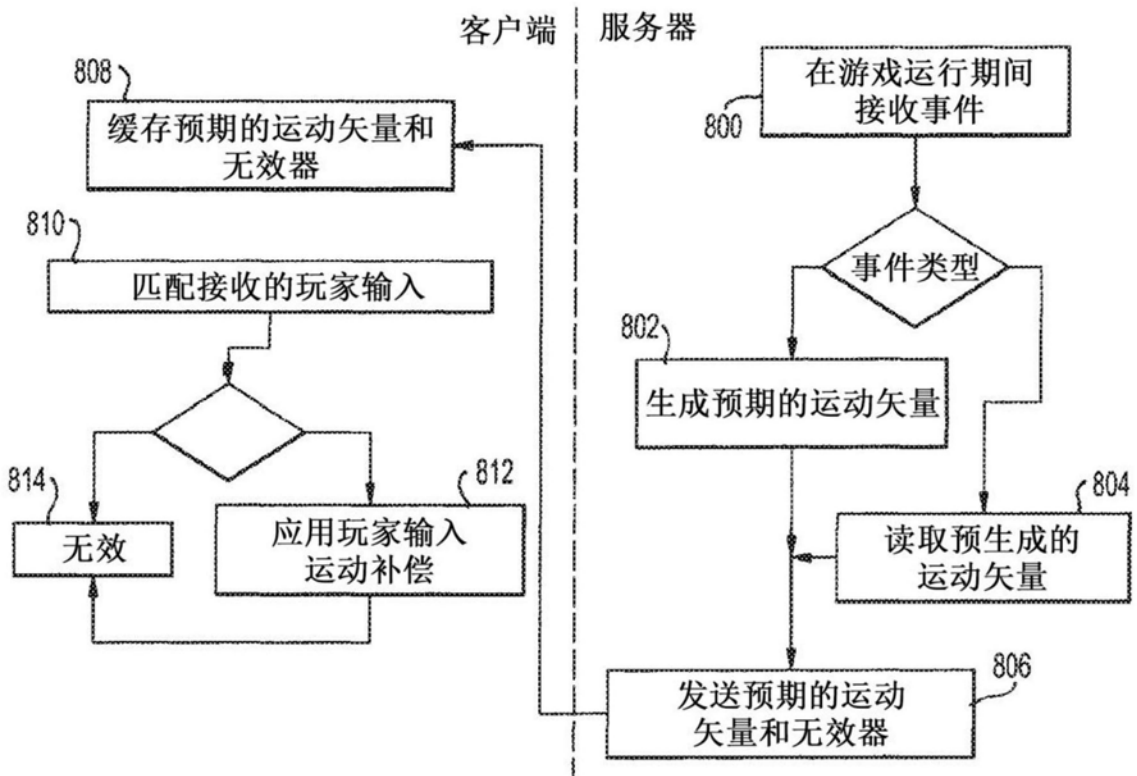 客户端
服务器
808
缓存预期的运动矢量和
无效器
810
匹配接收的玩家输入
814
无效
812
应用玩家输入
运动补偿
800
在游戏运行期间
接收事件
事件类型
802
生成预期的运动矢量
804
读取预生成的
运动矢量
806
发送预期的运动
矢量和无效器